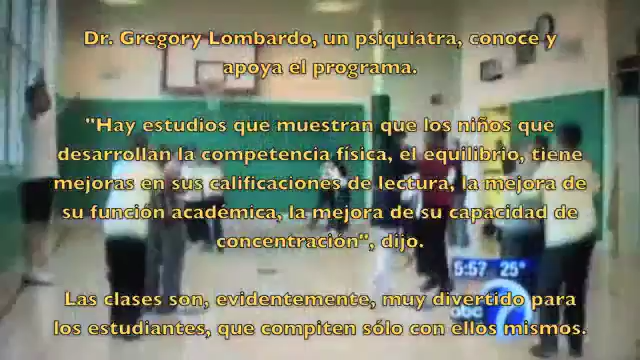 Dr. Gregory Lombardo, un psiquiatra, conoce y
apoya el programa.
"Hay estudios que muestran que los niños que
desarrollan la competencia física, el equilibrio, tiene
mejoras en sus calificaciones de lectura, la mejora de
su función académica, la mejora de su capacidad de
concentración", dijo.
5:57 25°
Las clases son, evidentemente, muy divertido para
abc 7
los estudiantes, que compiten sólo con ellos mismos.